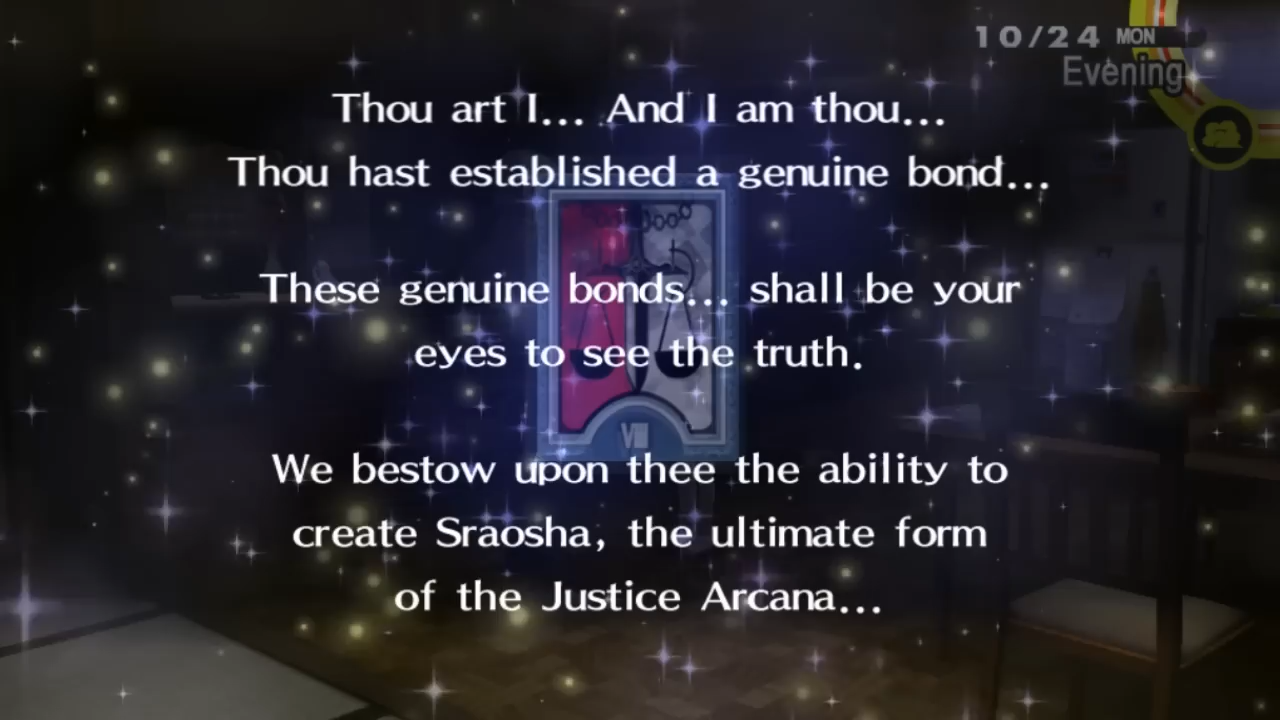 10/24 MON
Evening
Thou art I... And I am thou...
Thou hast established a genuine bond...
These genuine bonds... shall be your
eyes to see the truth.
VIII
We bestow upon thee the ability to
create Sraosha, the ultimate form
of the Justice Arcana...